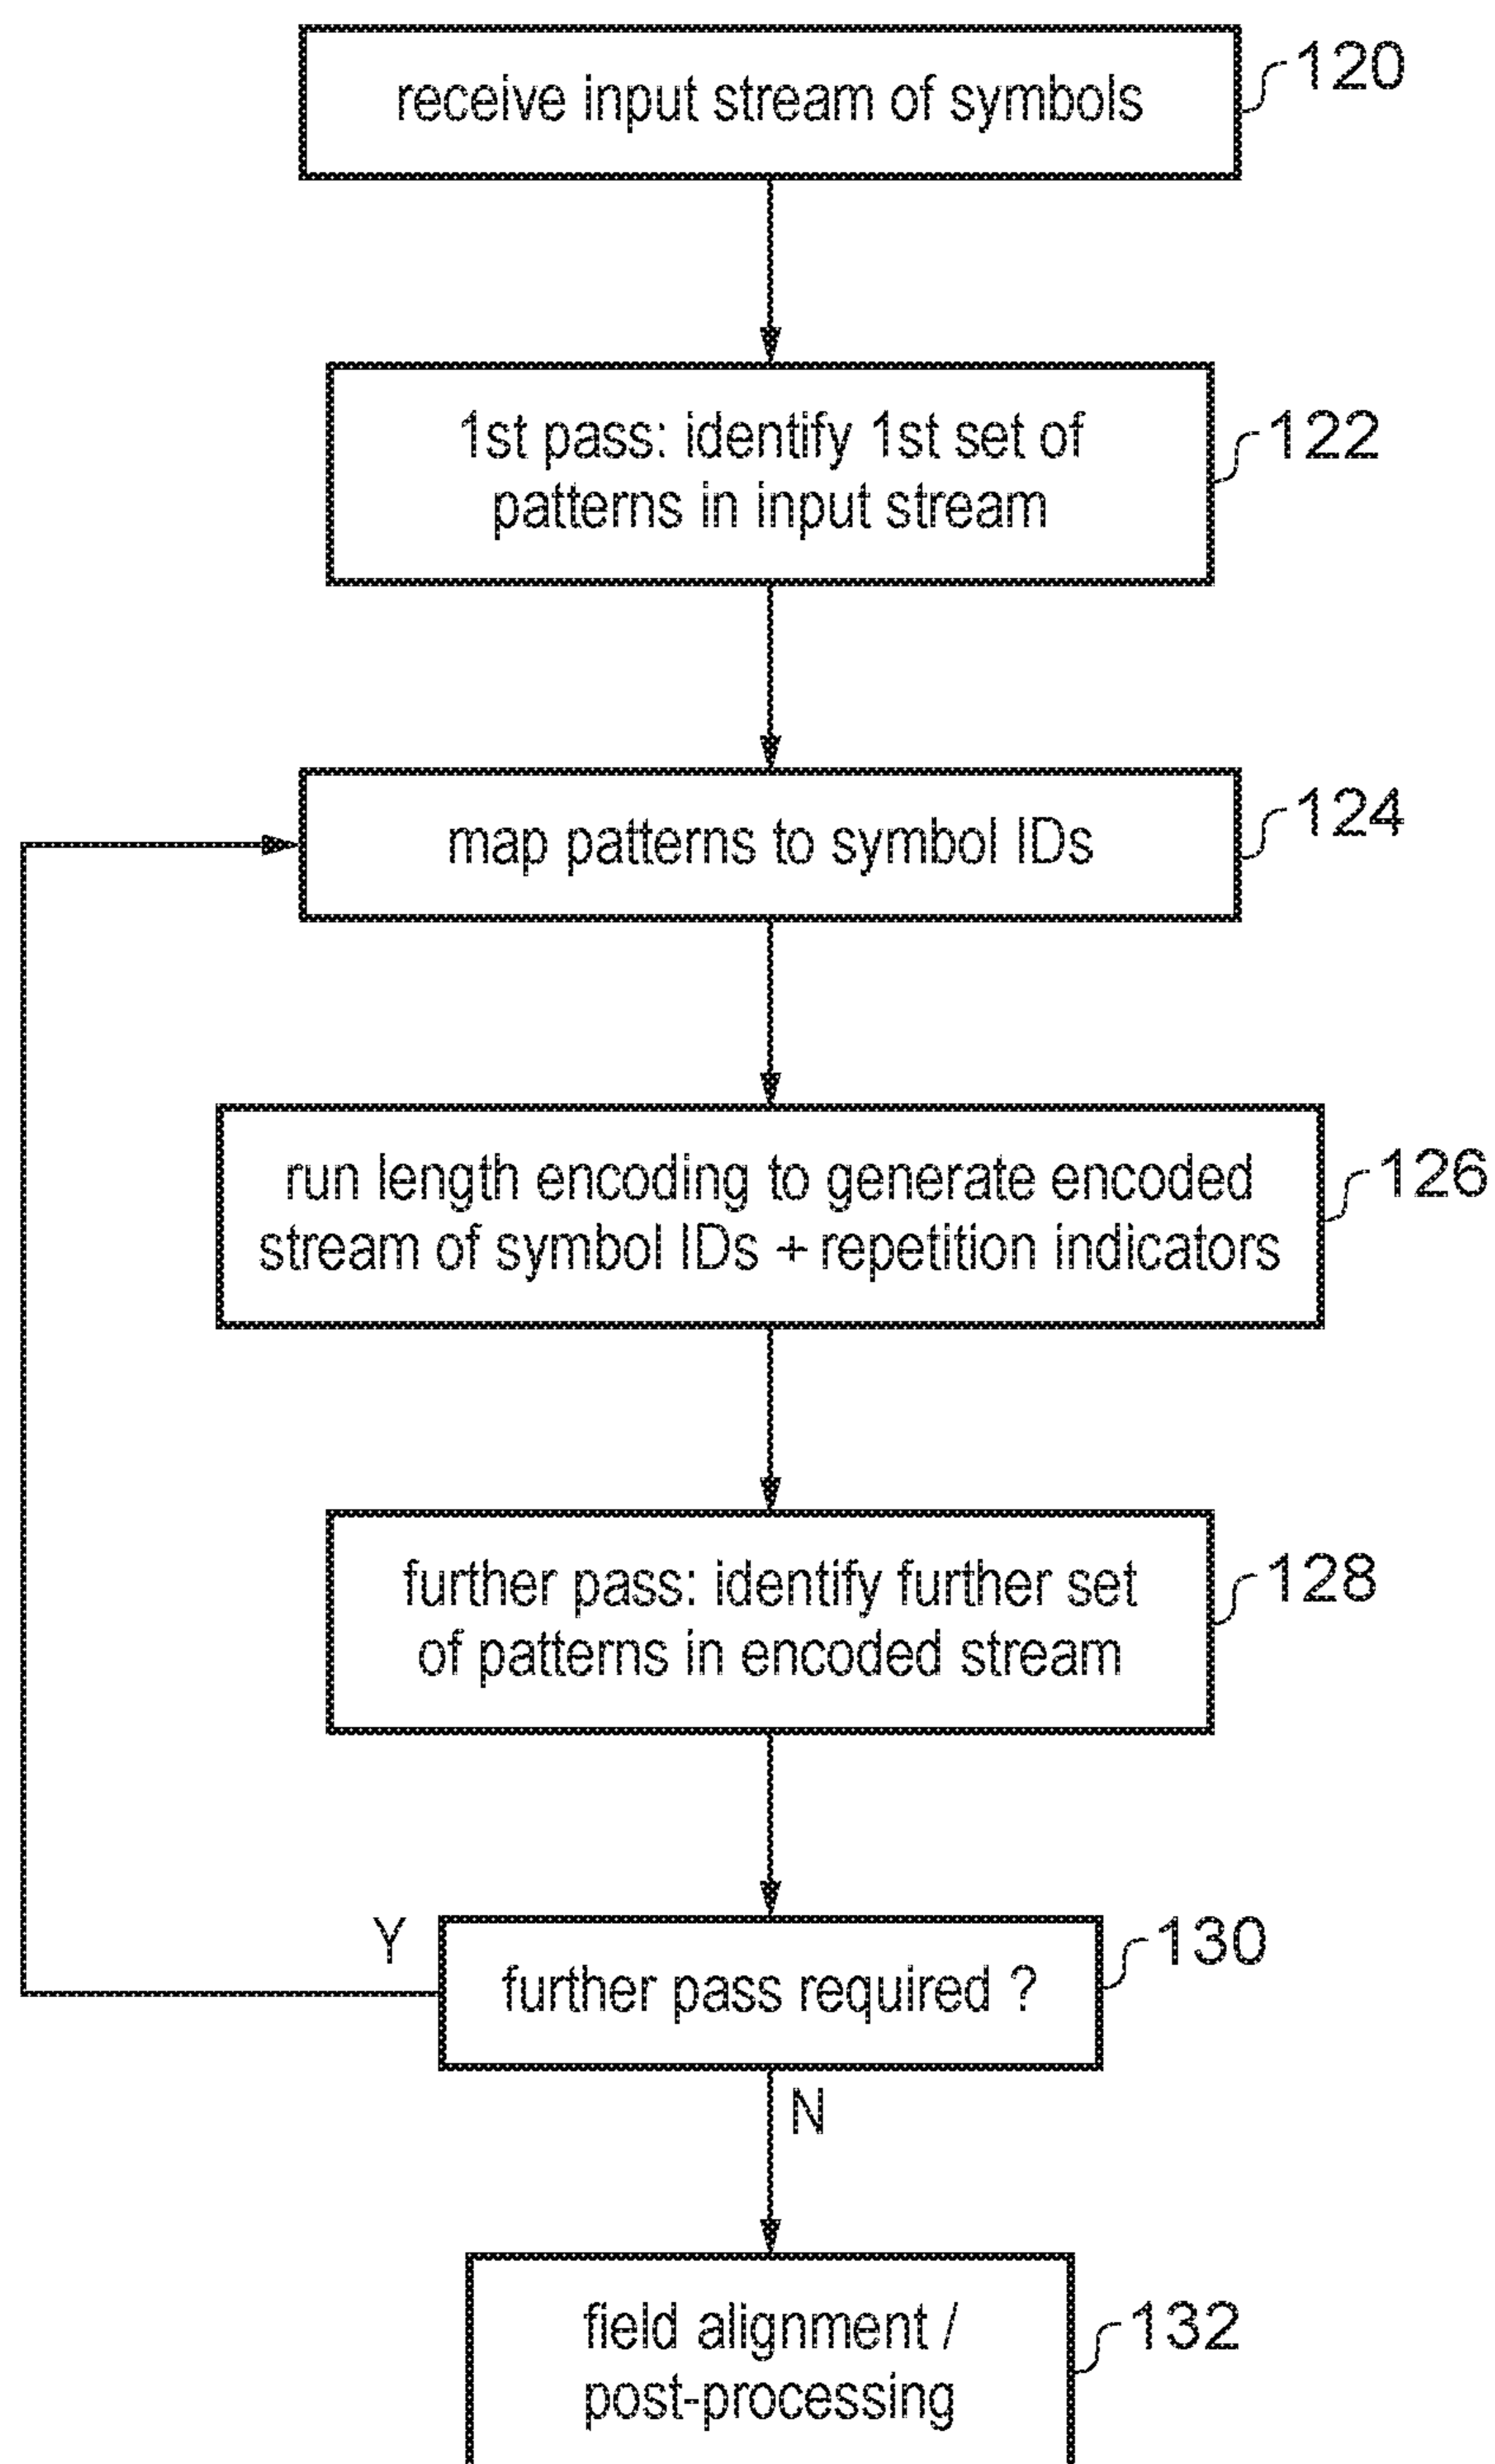 receive input stream of symbols
120
1st pass: identify 1st set of
patterns in input stream
122
map patterns to symbol IDs
124
run length encoding to generate encoded
stream of symbol IDs + repetition indicators
126
further pass: identify further set
of patterns in encoded stream
128
Y
further pass required ?
130
N
field alignment /
post-processing
132